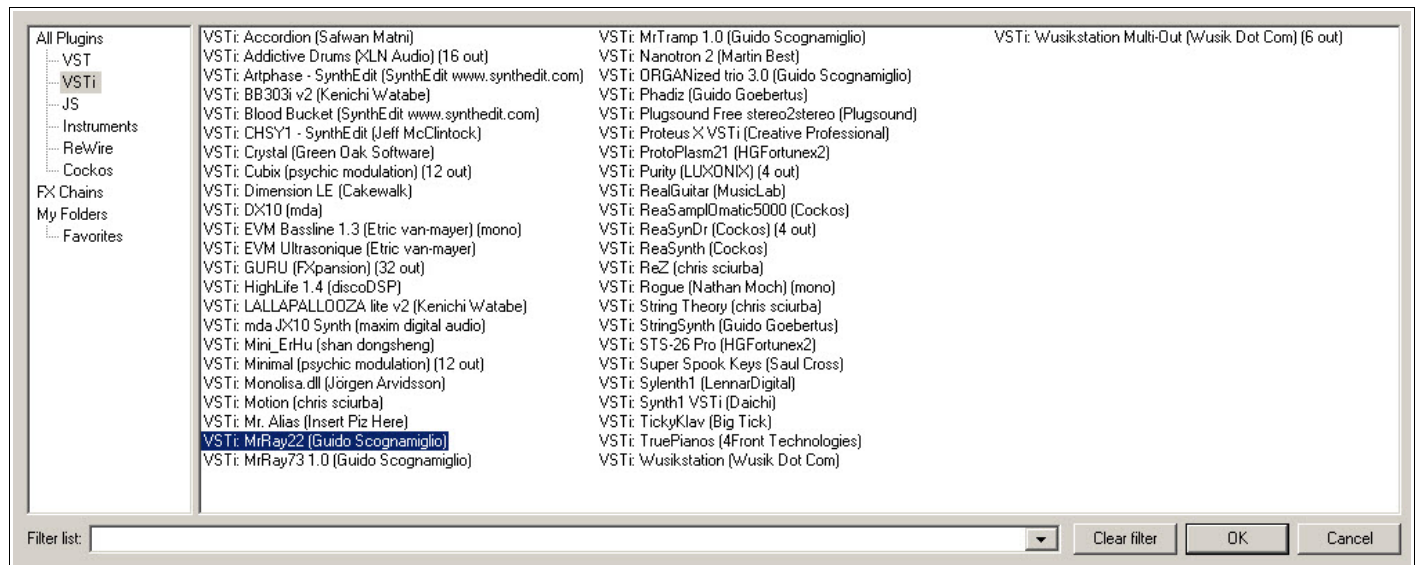 All Plugins
VST
VSTi
JS
Instruments
ReWire
Cockos
FX Chains
My Folders
Favorites
VSTi: Accordion (Safwan Matni)
VSTi: Addictive Drums (XLN Audio) (16 out)
VSTi: Artphase - SynthEdit (SynthEdit www.synthedit.com)
VSTi: BB303i v2 (Kenichi Watabe)
VSTi: Blood Bucket (SynthEdit www.synthedit.com)
VSTi: CHSY1 - SynthEdit (Jeff McClintock)
VSTi: Crystal (Green Oak Software)
VSTi: Cubix (psychic modulation) (12 out)
VSTi: Dimension LE (Cakewalk)
VSTi: DX10 (mda)
VSTi: EVM Bassline 1.3 (Etric van-mayer) (mono)
VSTi: EVM Ultrasonique (Etric van-mayer)
VSTi: GURU (FXpansion) (32 out)
VSTi: HighLife 1.4 (discoDSP)
VSTi: LALLAPALLOOZA lite v2 (Kenichi Watabe)
VSTi: mda JX10 Synth (maxim digital audio)
VSTi: Mini_ErHu (shan dongsheng)
VSTi: Minimal (psychic modulation) (12 out)
VSTi: Monolisa.dll (Jörgen Arvidsson)
VSTi: Motion (chris sciurba)
VSTi: Mr. Alias (Insert Piz Here)
VSTi: MrRay22 (Guido Scognamiglio)
VSTi: MrRay73 1.0 (Guido Scognamiglio)
VSTi: MrTramp 1.0 (Guido Scognamiglio)
VSTi: Nanotron 2 (Martin Best)
VSTi: ORGANized trio 3.0 (Guido Scognamiglio)
VSTi: Phadiz (Guido Goebertus)
VSTi: Plugsound Free stereo2stereo (Plugsound)
VSTi: Proteus X VSTi (Creative Professional)
VSTi: ProtoPlasm21 (HGFortunex2)
VSTi: Purity (LUXONIX) (4 out)
VSTi: RealGuitar (MusicLab)
VSTi: ReaSamplOmatic5000 (Cockos)
VSTi: ReaSynDr (Cockos) (4 out)
VSTi: ReaSynth (Cockos)
VSTi: ReZ (chris sciurba)
VSTi: Rogue (Nathan Moch) (mono)
VSTi: String Theory (chris sciurba)
VSTi: StringSynth (Guido Goebertus)
VSTi: STS-26 Pro (HGFortunex2)
VSTi: Super Spook Keys (Saul Cross)
VSTi: Sylenth1 (LennarDigital)
VSTi: Synth1 VSTi (Daichi)
VSTi: TickyKlav (Big Tick)
VSTi: TruePianos (4Front Technologies)
VSTi: Wusikstation (Wusik Dot Com)
VSTi: Wusikstation Multi-Out (Wusik Dot Com) (6 out)
Filter list:
Clear filter
OK
Cancel